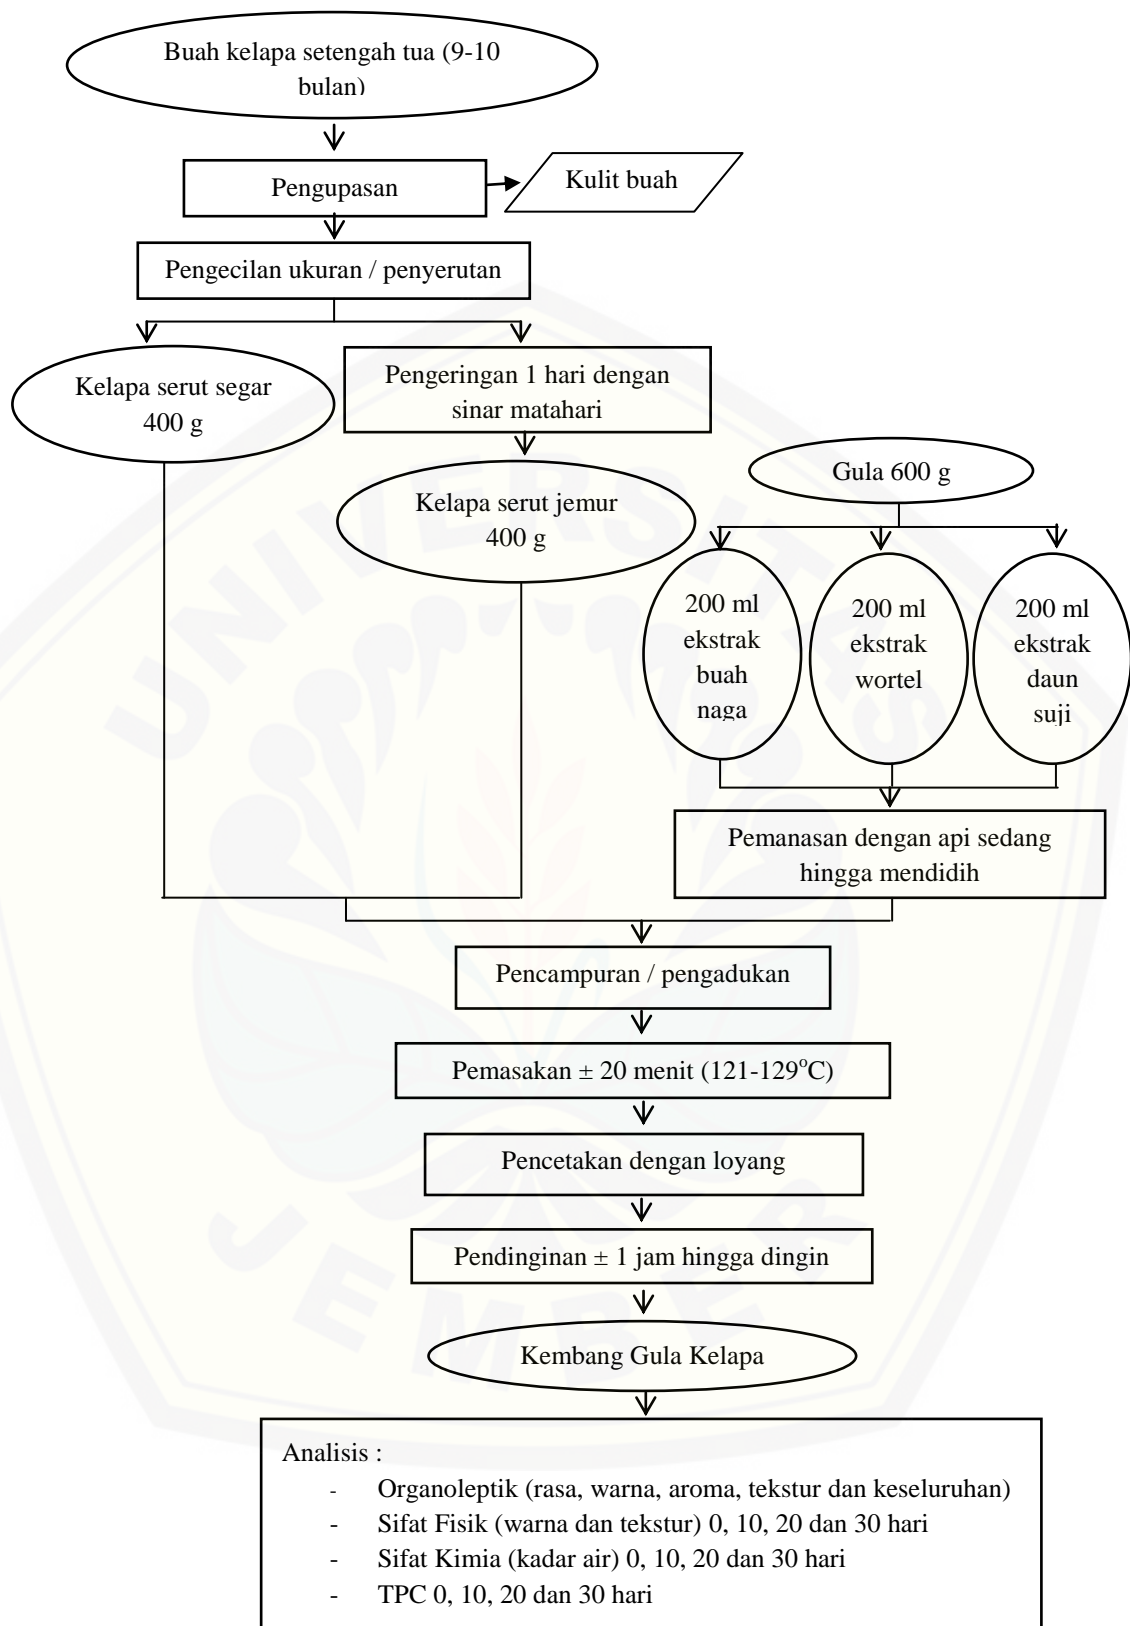 Buah kelapa setengah tua (9-10
bulan)
Pengupasan
Kulit buah
Pengecilan ukuran / penyerutan
Kelapa serut segar
400 g
Pengeringan 1 hari dengan
sinar matahari
Kelapa serut jemur
400 g
Gula 600 g
200 ml
ekstrak
buah
naga
200 ml
ekstrak
wortel
200 ml
ekstrak
daun
suji
Pemanasan dengan api sedang
hingga mendidih
Pencampuran / pengadukan
Pemasakan ± 20 menit (121-129°C)
Pencetakan dengan loyang
Pendinginan ± 1 jam hingga dingin
Kembang Gula Kelapa
Analisis :
- Organoleptik (rasa, warna, aroma, tekstur dan keseluruhan)
- Sifat Fisik (warna dan tekstur) 0, 10, 20 dan 30 hari
- Sifat Kimia (kadar air) 0, 10, 20 dan 30 hari
- TPC 0, 10, 20 dan 30 hari
UNIVERSITAS
JEMBER